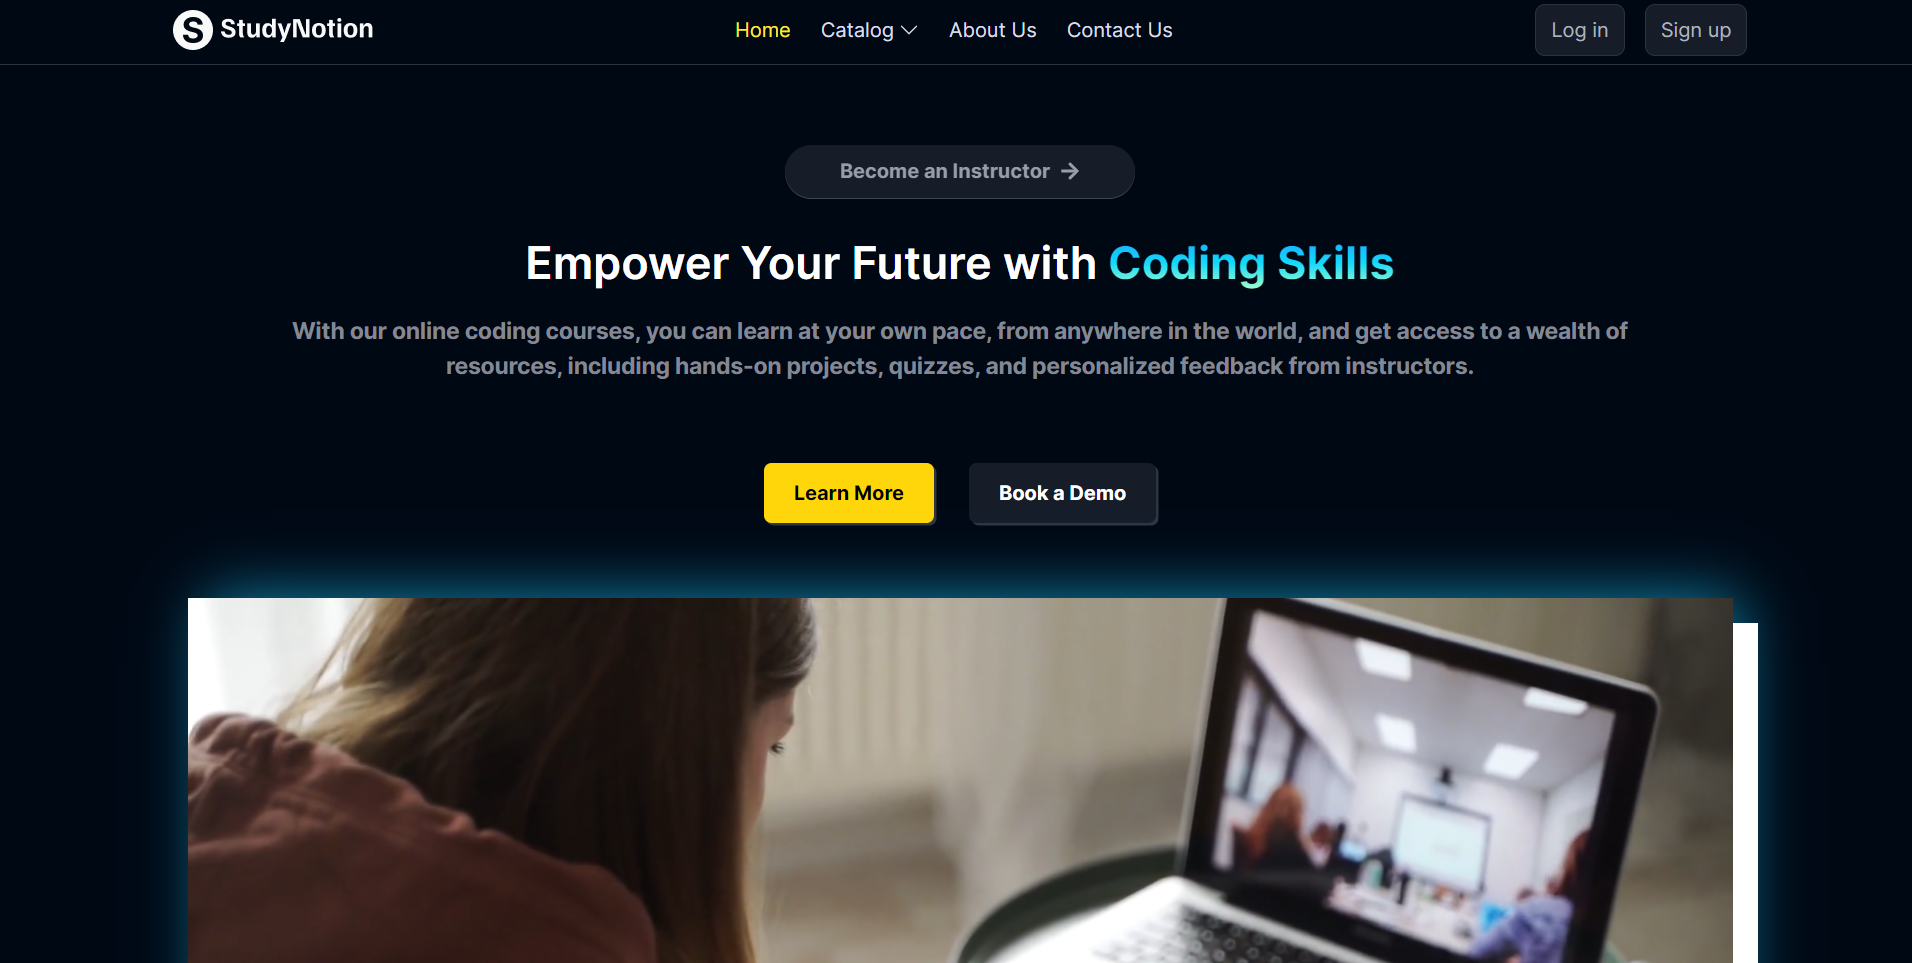 StudyNotion
Home Catalog About Us Contact Us
Log in Sign up
Become an Instructor →
Empower Your Future with Coding Skills
With our online coding courses, you can learn at your own pace, from anywhere in the world, and get access to a wealth of
resources, including hands-on projects, quizzes, and personalized feedback from instructors.
Learn More Book a Demo